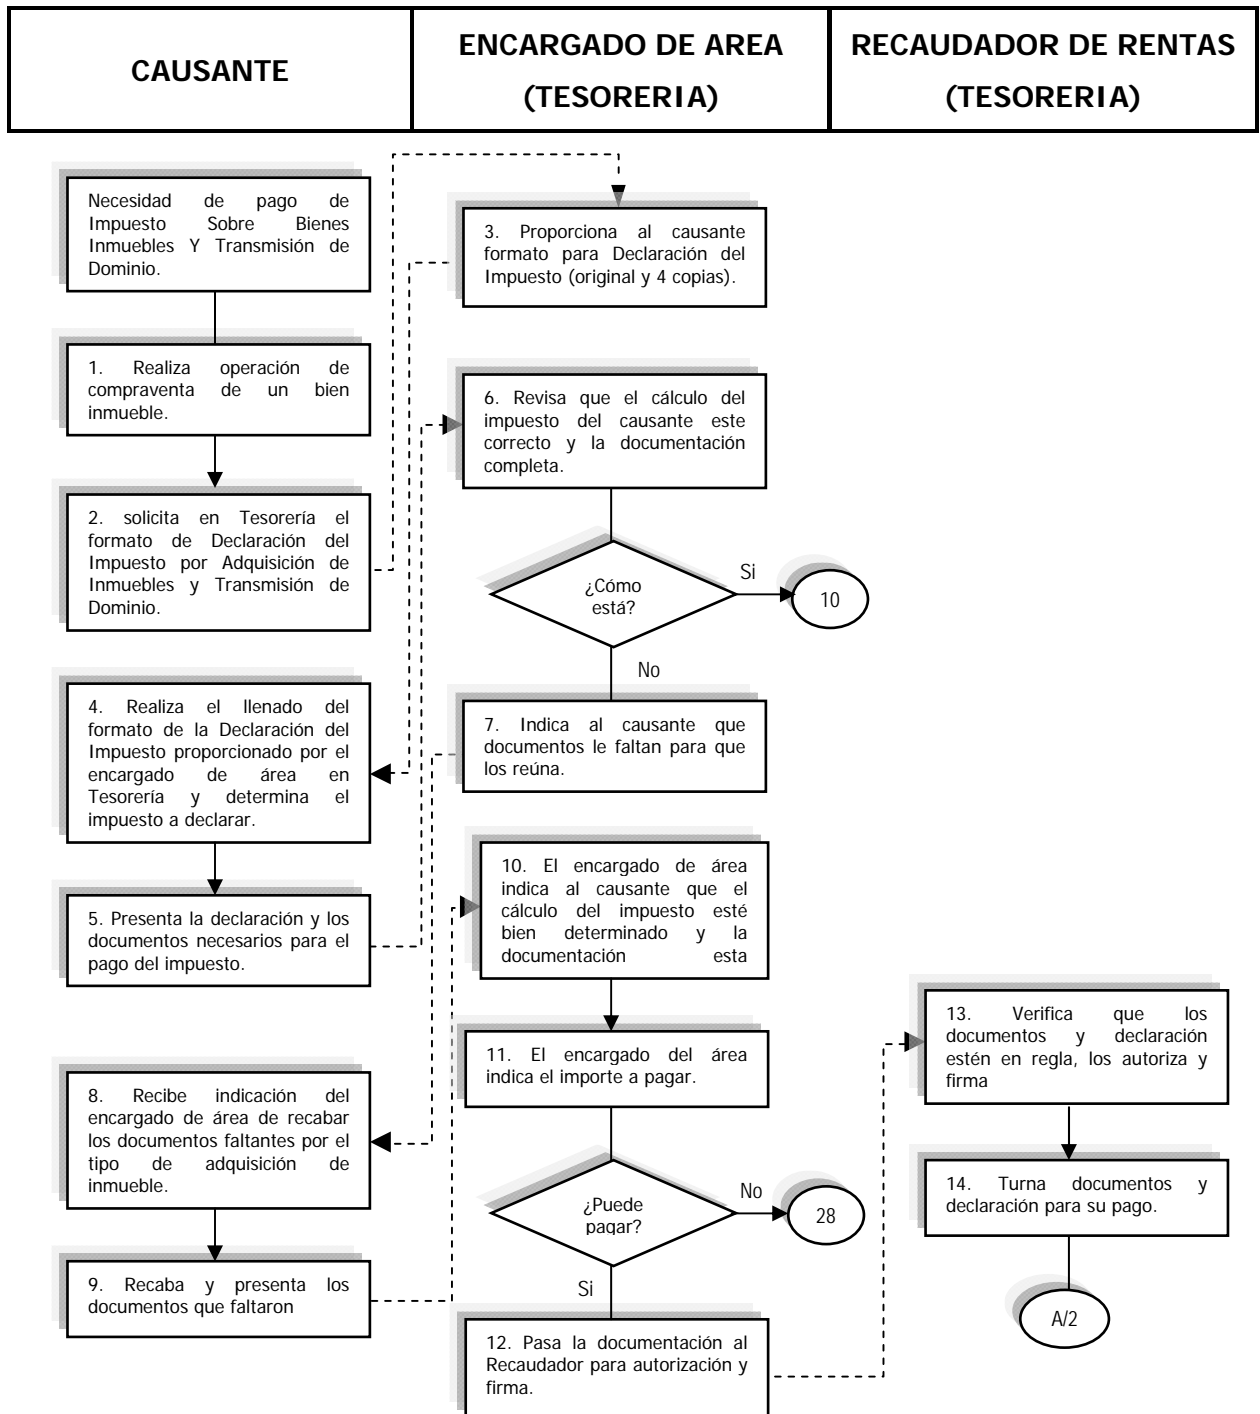 CAUSANTE
ENCARGADO DE AREA
(TESORERIA)
RECAUDADOR DE RENTAS
(TESORERIA)
Necesidad de pago de
Impuesto Sobre Bienes
Inmuebles Y Transmisión de
Dominio.
1. Realiza operación de
compraventa de un bien
inmueble.
2. solicita en Tesorería el
formato de Declaración del
Impuesto por Adquisición de
Inmuebles y Transmisión de
Dominio.
3. Proporciona al causante
formato para Declaración del
Impuesto (original y 4 copias).
4. Realiza el llenado del
formato de la Declaración del
Impuesto proporcionado por el
encargado de área en
Tesorería y determina el
impuesto a declarar.
5. Presenta la declaración y los
documentos necesarios para el
pago del impuesto.
6. Revisa que el cálculo del
impuesto del causante este
correcto y la documentación
completa.
¿Cómo
está?
Si
10
No
7. Indica al causante que
documentos le faltan para que
los reúna.
8. Recibe indicación del
encargado de área de recabar
los documentos faltantes por el
tipo de adquisición de
inmueble.
9. Recaba y presenta los
documentos que faltaron
10. El encargado de área
indica al causante que el
cálculo del impuesto esté
bien determinado y la
documentación esta
11. El encargado del área
indica el importe a pagar.
¿Puede
pagar?
No
28
Si
12. Pasa la documentación al
Recaudador para autorización y
firma.
13. Verifica que los
documentos y declaración
estén en regla, los autoriza y
firma
14. Turna documentos y
declaración para su pago.
A/2